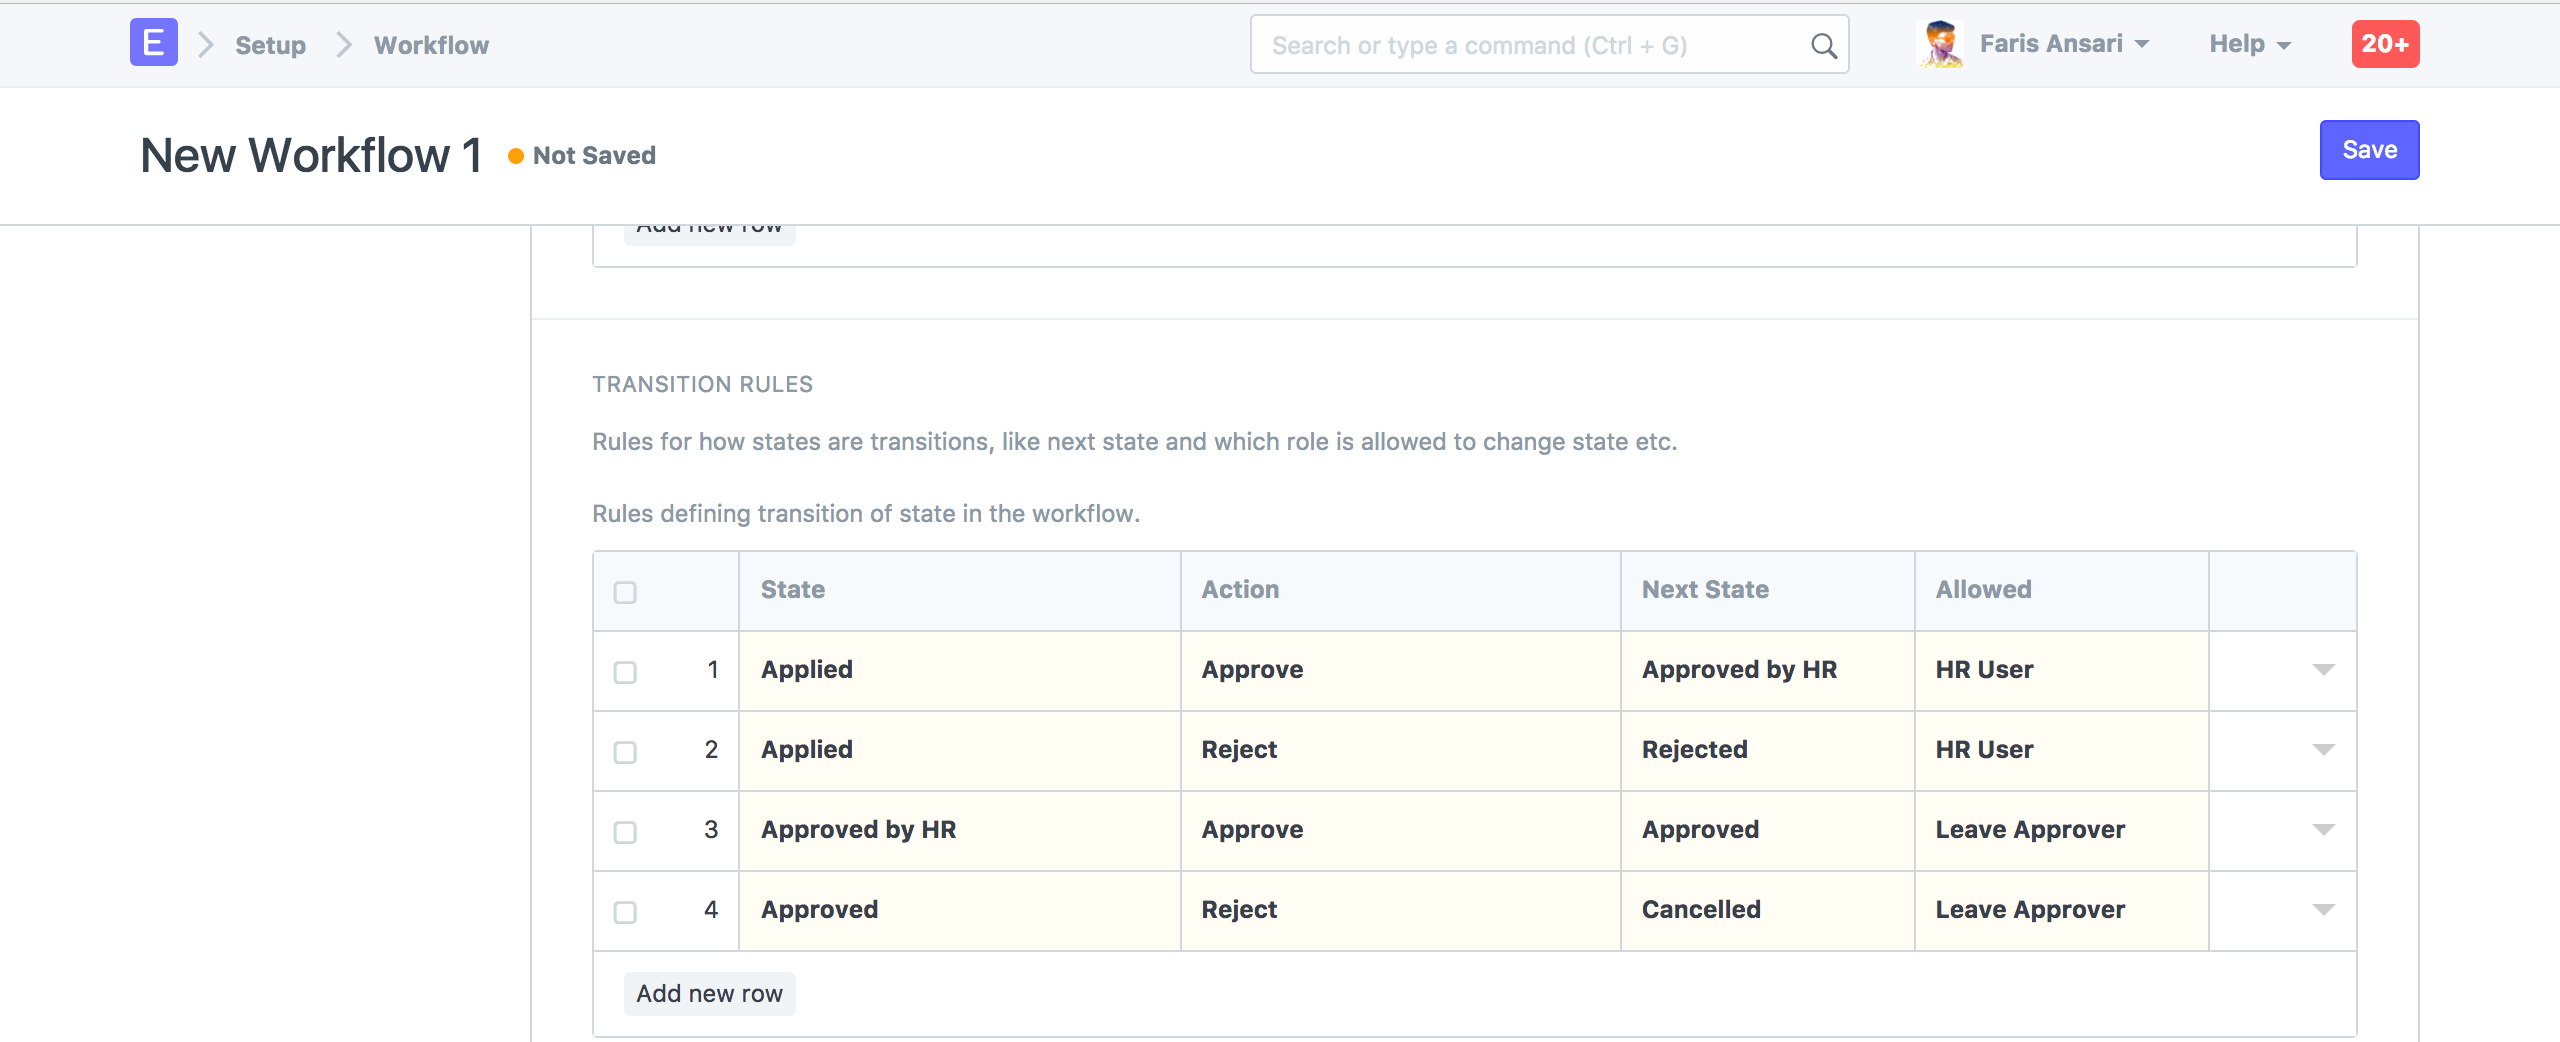 E Setup Workflow Search or type a command (Ctrl + G) Faris Ansari Help 20+
New Workflow 1 Not Saved Save
Add new row
TRANSITION RULES
Rules for how states are transitions, like next state and which role is allowed to change state etc.
Rules defining transition of state in the workflow.
State Action Next State Allowed
1 Applied Approve Approved by HR HR User
2 Applied Reject Rejected HR User
3 Approved by HR Approve Approved Leave Approver
4 Approved Reject Cancelled Leave Approver
Add new row